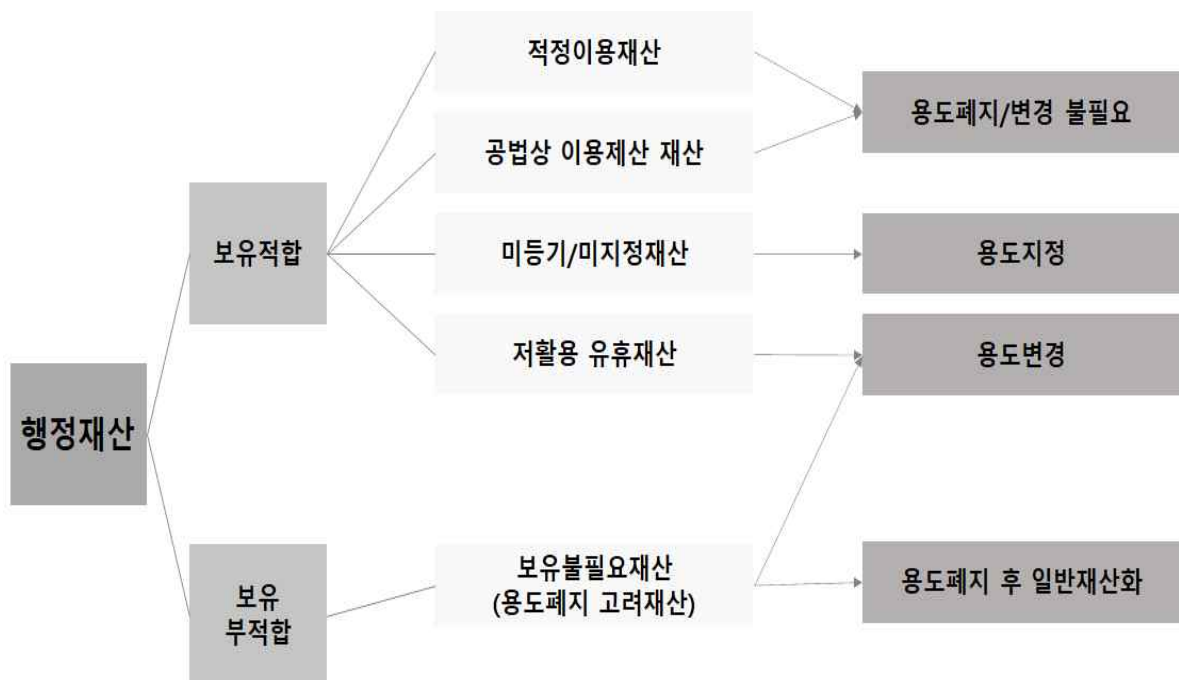 적정이용재산
용도폐지/변경 불필요
공법상 이용제산 재산
보유적합
미등기/미지정재산
용도지정
저활용 유휴재산
용도변경
행정재산
보유
부적합
보유불필요재산
(용도폐지 고려재산)
용도폐지 후 일반재산화